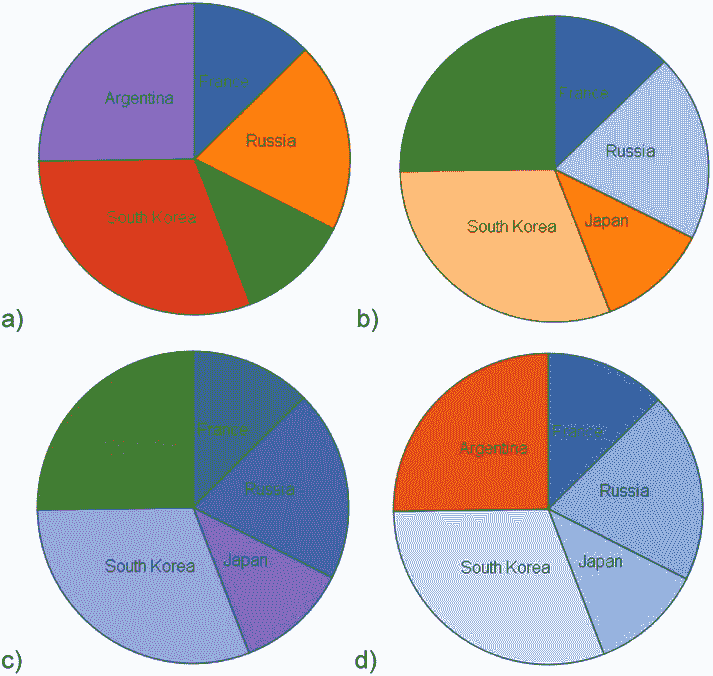 France
Argentina
Russia
South Korea
a)
France
Russia
Japan
South Korea
b)
France
Russia
South Korea
Japan
c)
Argentina
France
Russia
South Korea
Japan
d)